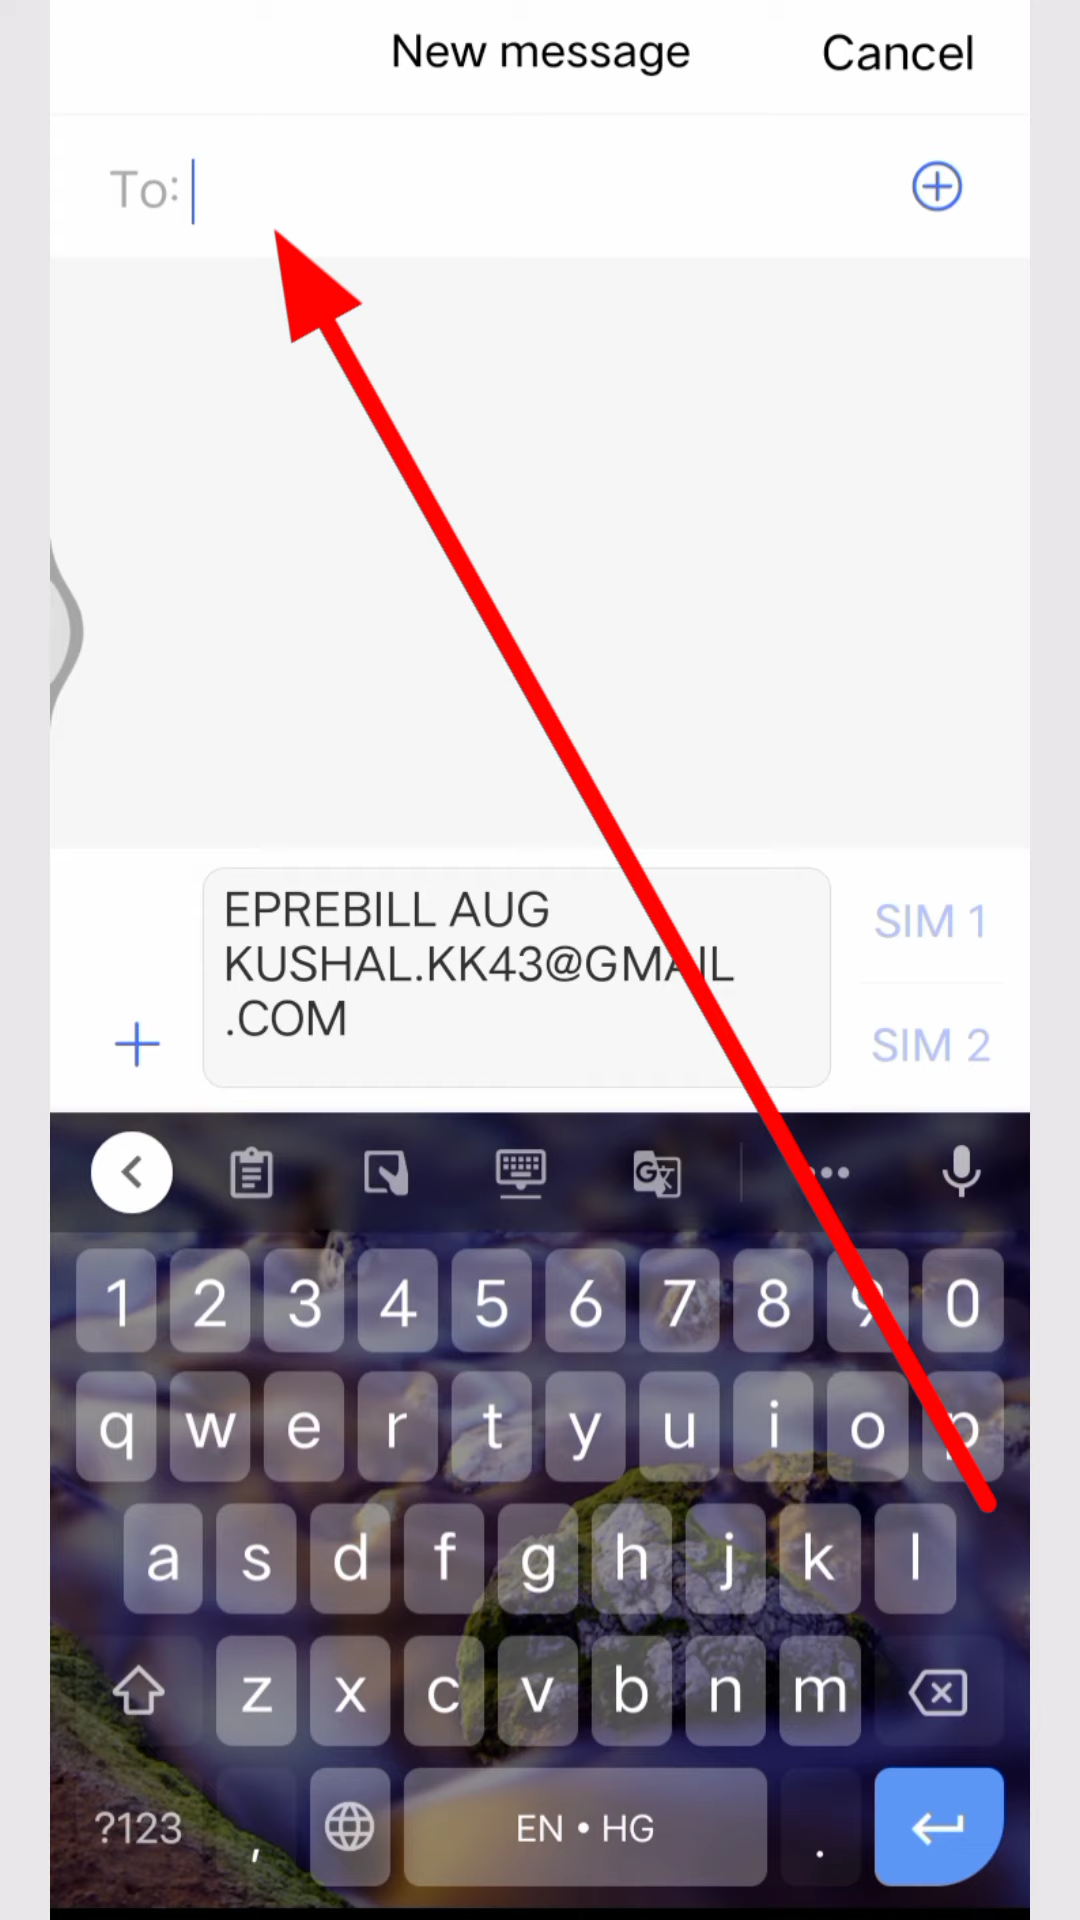 New message Cancel
To:
EPREBILL AUG
KUSHAL.KK43@GMAIL
.COM
SIM 1
SIM 2
1 2 3 4 5 6 7 8 9 0
q w e r t y u i o p
a s d f g h j k l
z x c v b n m
?123 , EN • HG .